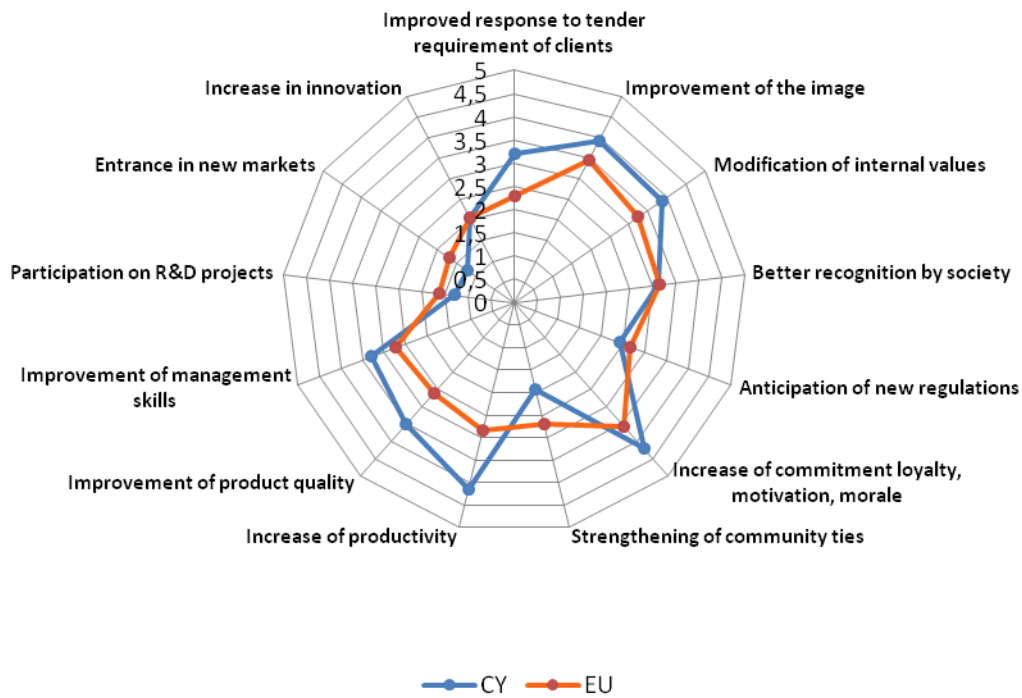 Improved response to tender
requirement of clients
Increase in innovation
Improvement of the image
Entrance in new markets
Modification of internal values
Participation on R&D projects
Better recognition by society
Improvement of management
skills
Anticipation of new regulations
Improvement of product quality
Increase of commitment loyalty,
motivation, morale
Increase of productivity
Strengthening of community ties
5
4,5
4
3,5
3
2,5
2
1,5
1
0,5
0
CY
EU